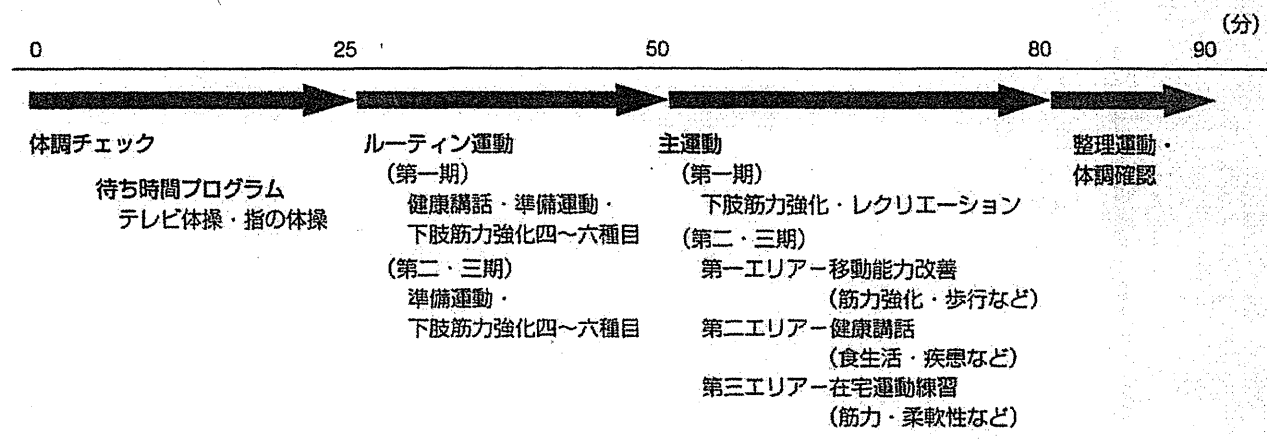 (分)
0 25 50 80 90
体調チェック
待ち時間プログラム
テレビ体操・指の体操
ルーティン運動
(第一期)
健康講話・準備運動・
下肢筋力強化四〜六種目
(第二・三期)
準備運動・
下肢筋力強化四〜六種目
主運動
(第一期)
下肢筋力強化・レクリエーション
(第二・三期)
第一エリアー移動能力改善
(筋力強化・歩行など)
第二エリアー健康講話
(食生活・疾患など)
第三エリアー在宅運動練習
(筋力・柔軟性など)
整理運動・
体調確認